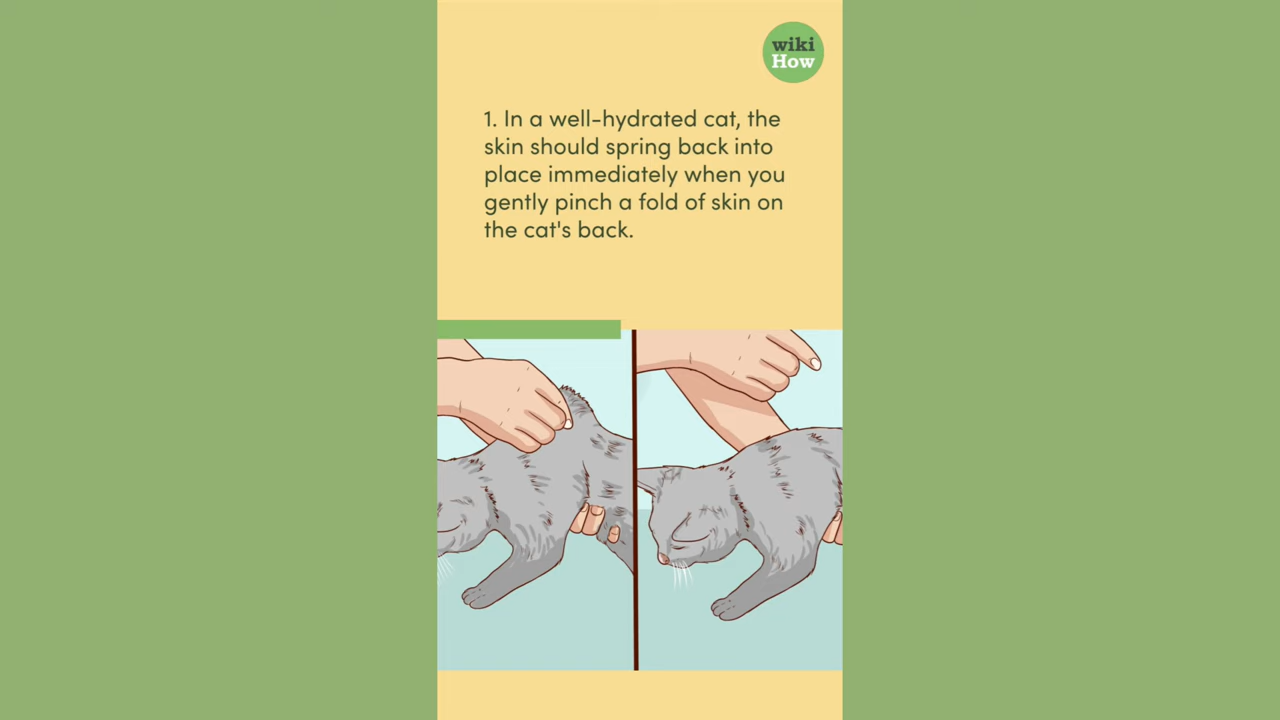 wiki
How
1. In a well-hydrated cat, the
skin should spring back into
place immediately when you
gently pinch a fold of skin on
the cat's back.